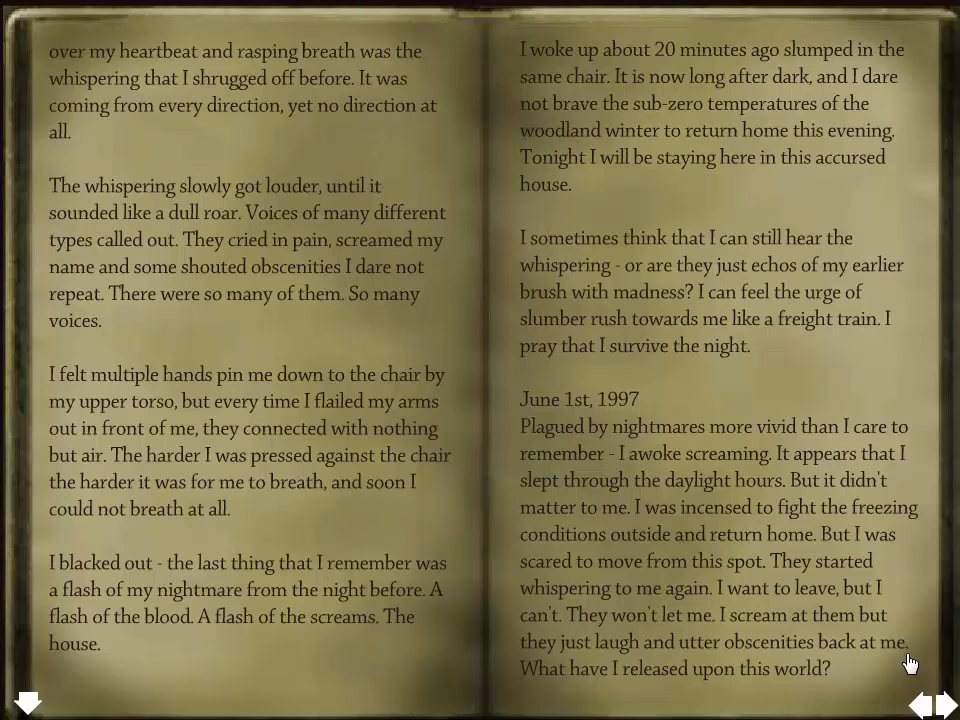 over my heartbeat and rasping breath was the
whispering that I shrugged off before. It was
coming from every direction, yet no direction at
all.
The whispering slowly got louder, until it
sounded like a dull roar. Voices of many different
types called out. They cried in pain, screamed my
name and some shouted obscenities I dare not
repeat. There were so many of them. So many
voices.
I felt multiple hands pin me down to the chair by
my upper torso, but every time I flailed my arms
out in front of me, they connected with nothing
but air. The harder I was pressed against the chair
the harder it was for me to breath, and soon I
could not breath at all.
I blacked out - the last thing that I remember was
a flash of my nightmare from the night before. A
flash of the blood. A flash of the screams. The
house.
I woke up about 20 minutes ago slumped in the
same chair. It is now long after dark, and I dare
not brave the sub-zero temperatures of the
woodland winter to return home this evening.
Tonight I will be staying here in this accursed
house.
I sometimes think that I can still hear the
whispering - or are they just echos of my earlier
brush with madness? I can feel the urge of
slumber rush towards me like a freight train. I
pray that I survive the night.
June 1st, 1997
Plagued by nightmares more vivid than I care to
remember - I awoke screaming. It appears that I
slept through the daylight hours. But it didn't
matter to me. I was incensed to fight the freezing
conditions outside and return home. But I was
scared to move from this spot. They started
whispering to me again. I want to leave, but I
can't. They won't let me. I scream at them but
they just laugh and utter obscenities back at me.
What have I released upon this world?